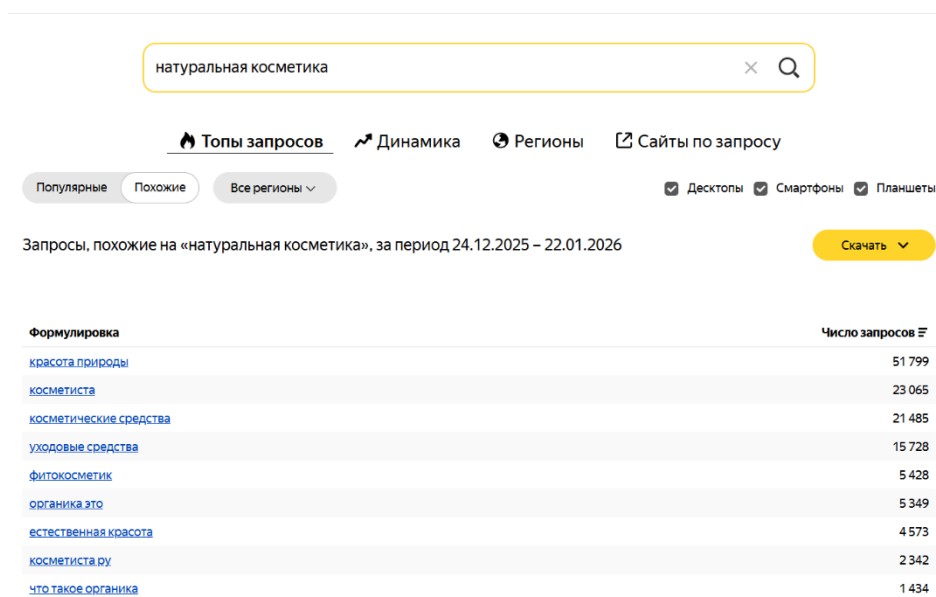 натуральная косметика
Топы запросов Динамика Регионы Сайты по запросу
Популярные Похожие Все регионы Десктопы Смартфоны Планшеты
Запросы, похожие на «натуральная косметика», за период 24.12.2025 – 22.01.2026 Скачать
Формулировка Число запросов
красота природы 51 799
косметиста 23 065
косметические средства 21 485
уходовые средства 15 728
фитокосметик 5 428
органика это 5 349
естественная красота 4 573
косметиста ру 2 342
что такое органика 1 434